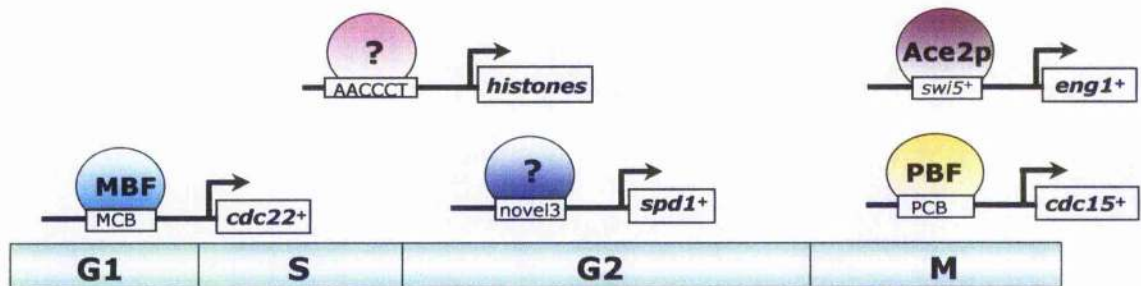 ?
AACCCT
histones
Ace2p
swi5+
eng1+
MBF
MCB
cdc22+
?
novel3
spd1+
PBF
PCB
cdc15+
G1 S G2 M